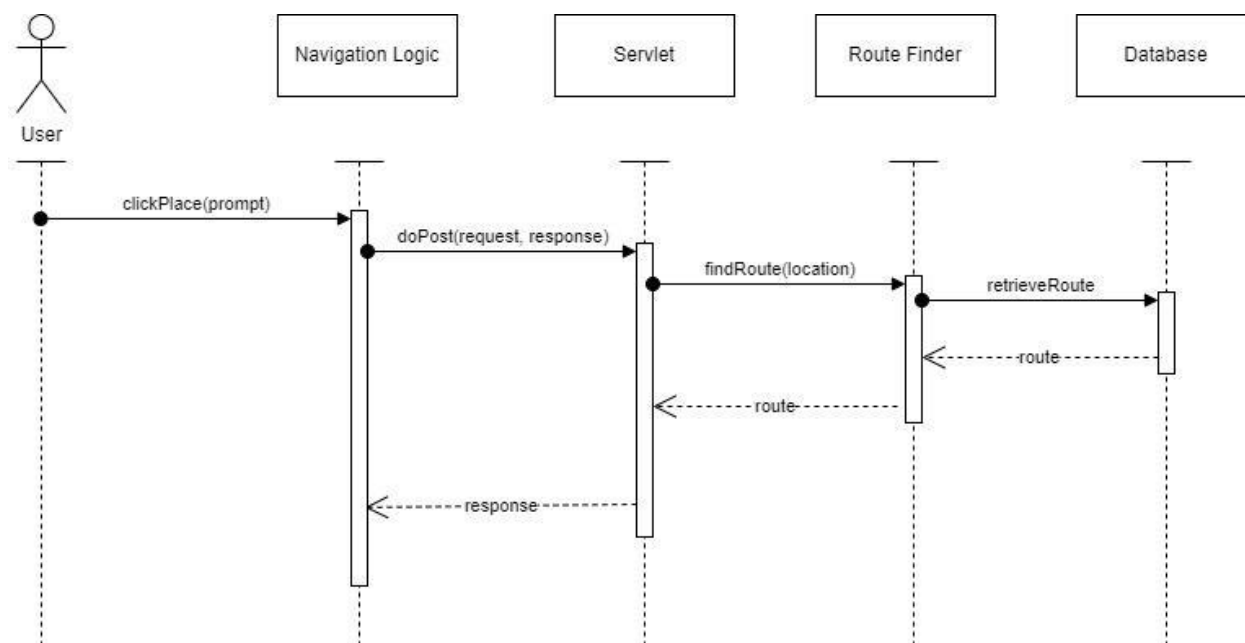 Navigation Logic
Servlet
Route Finder
Database
User
clickPlace(prompt)
doPost(request, response)
findRoute(location)
retrieveRoute
route
route
response